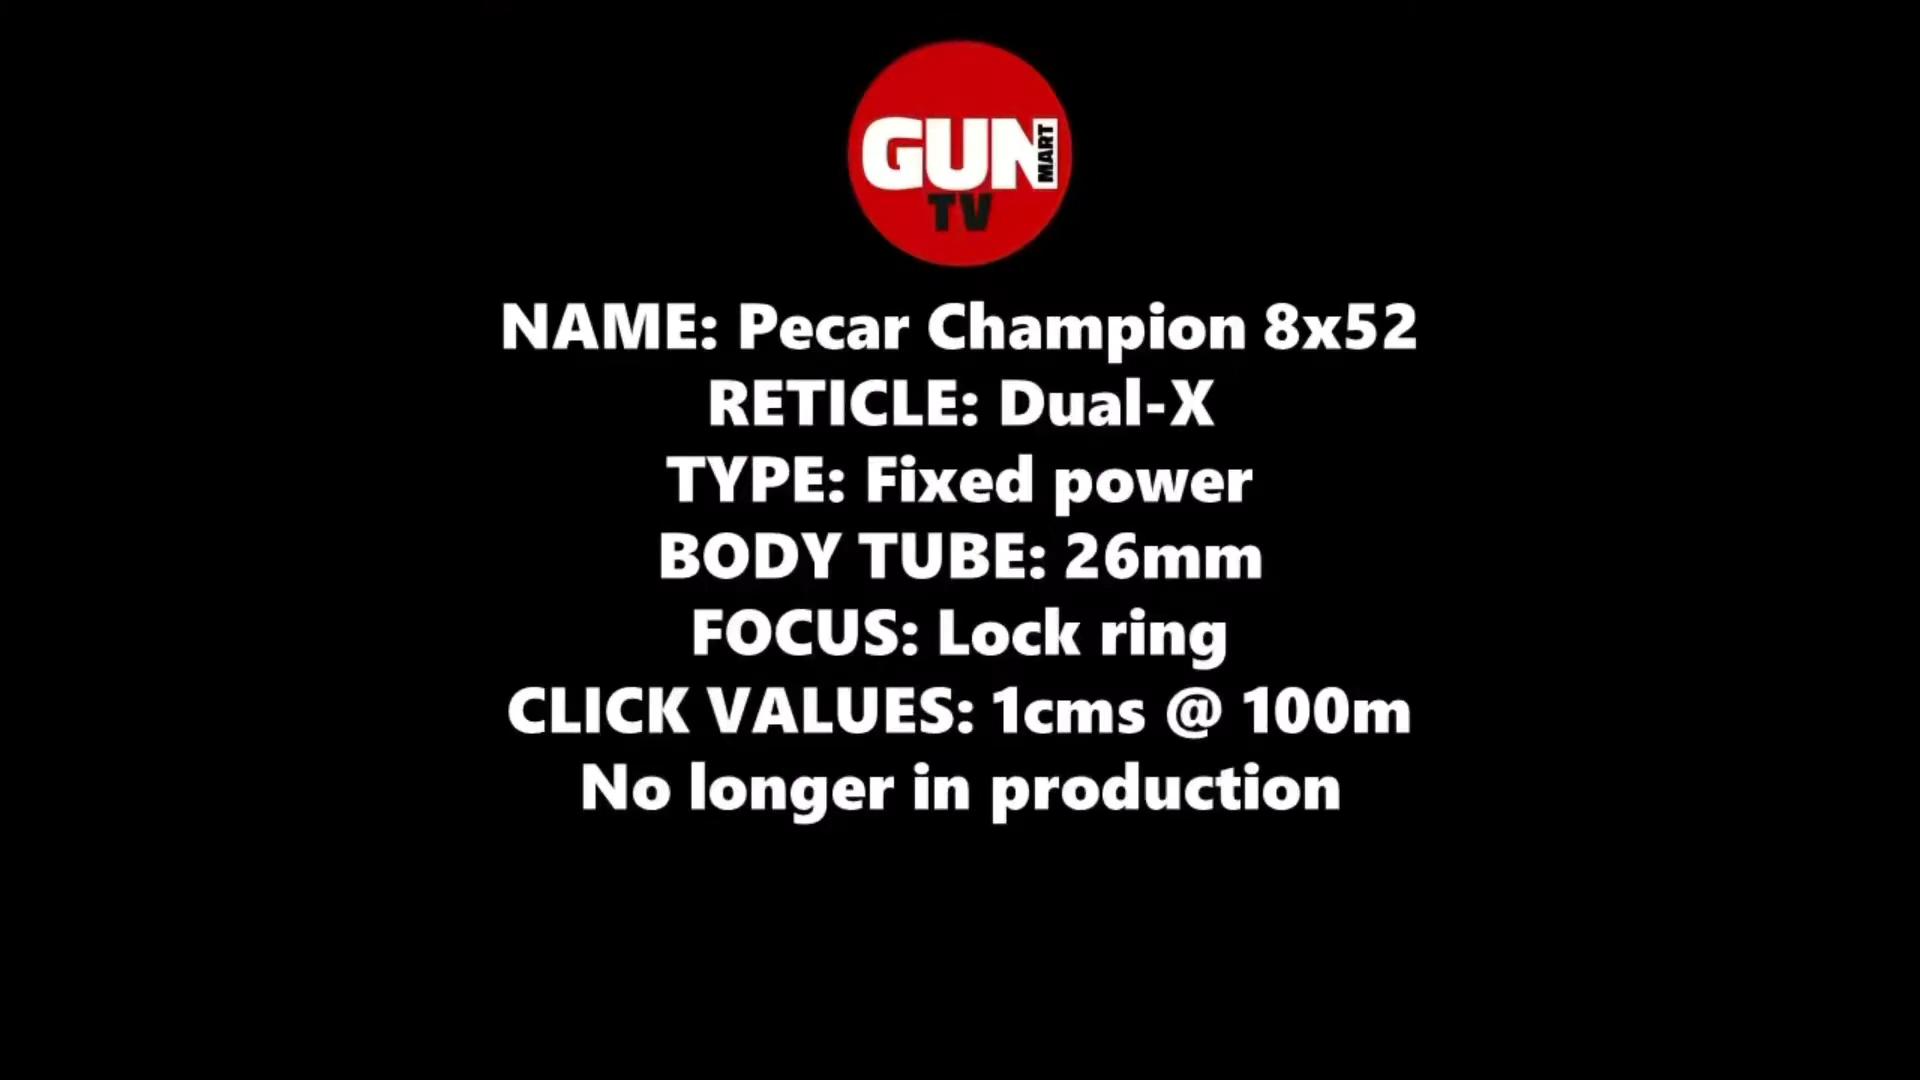 GUN MART
TV
NAME: Pecar Champion 8x52
RETICLE: Dual-X
TYPE: Fixed power
BODY TUBE: 26mm
FOCUS: Lock ring
CLICK VALUES: 1cms @ 100m
No longer in production